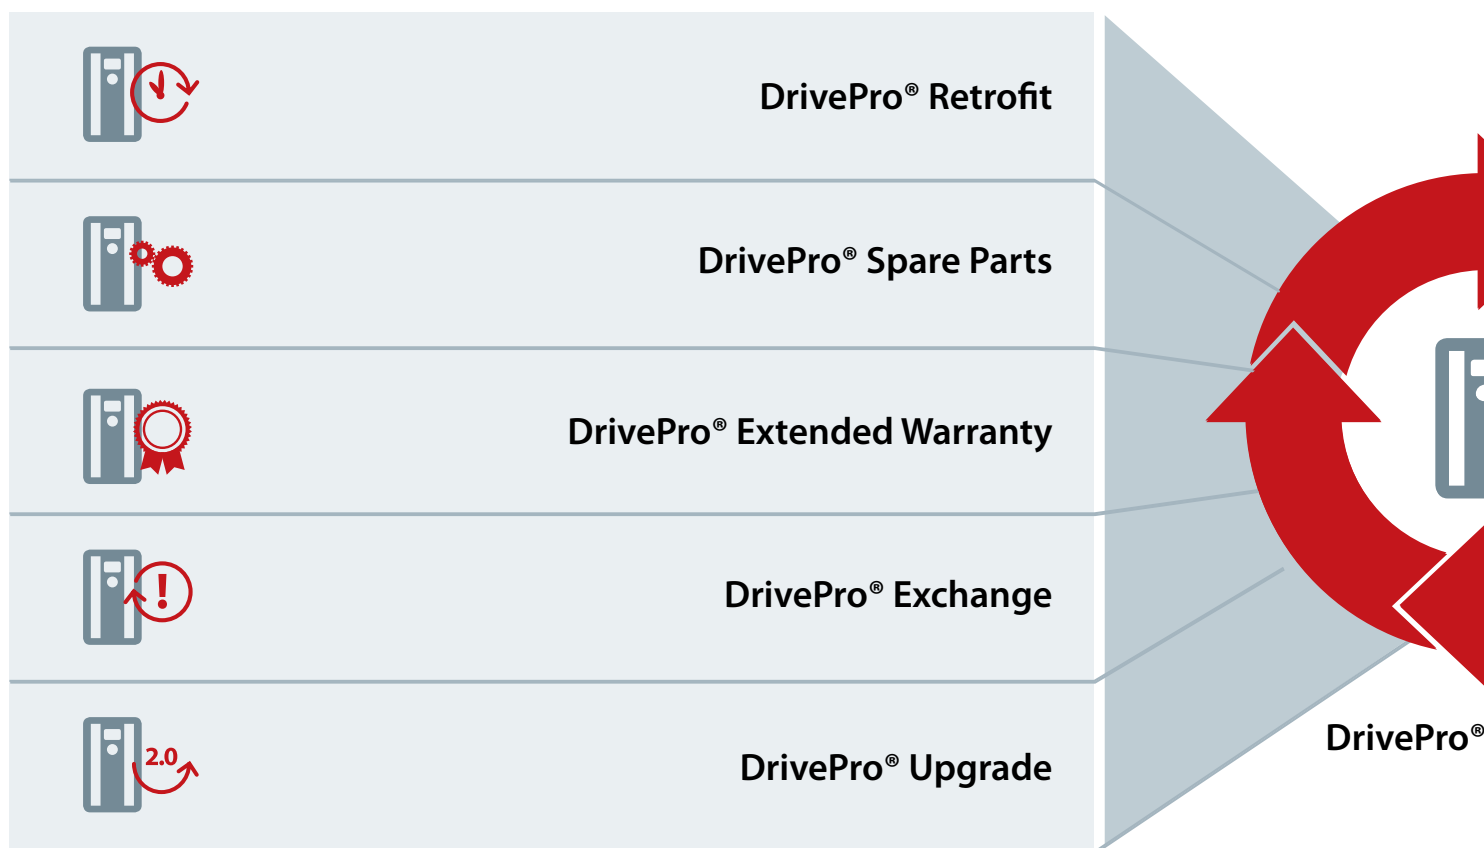 DrivePro® Retrofit
DrivePro® Spare Parts
DrivePro® Extended Warranty
DrivePro® Exchange
2.0
DrivePro® Upgrade
DrivePro®